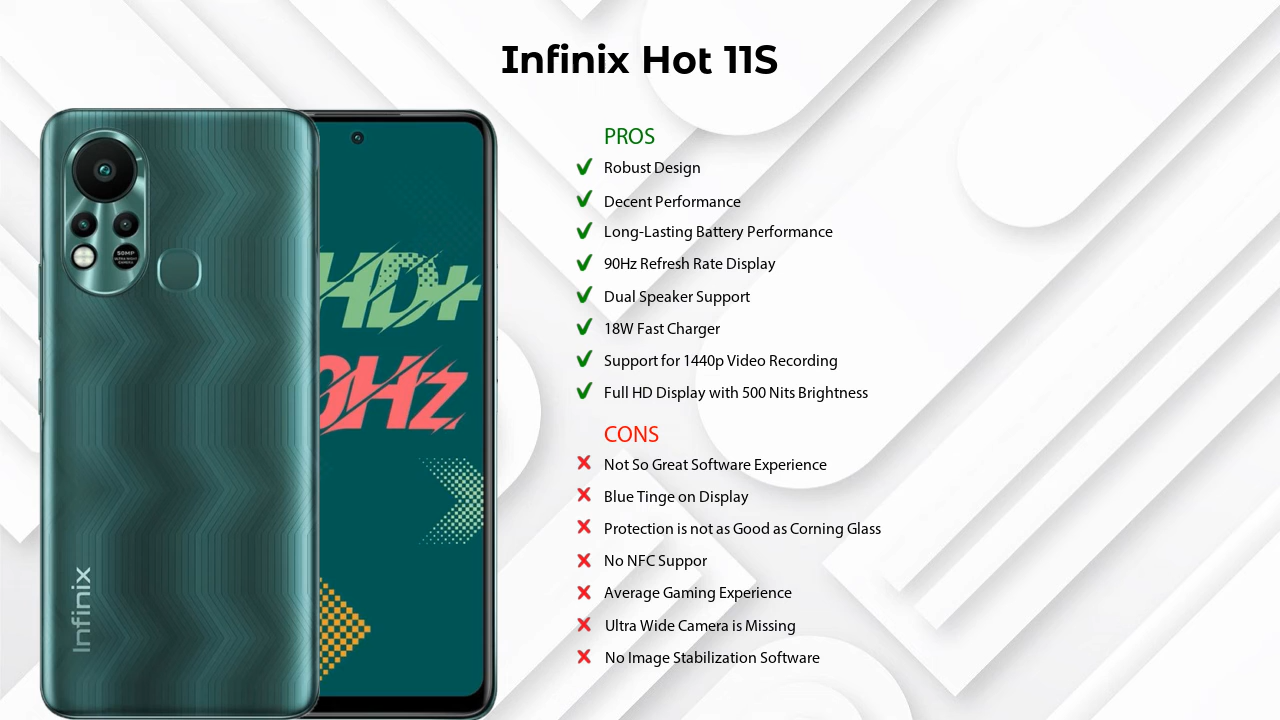 Infinix Hot 11S
PROS
Robust Design
Decent Performance
Long-Lasting Battery Performance
90Hz Refresh Rate Display
Dual Speaker Support
18W Fast Charger
Support for 1440p Video Recording
Full HD Display with 500 Nits Brightness
CONS
Not So Great Software Experience
Blue Tinge on Display
Protection is not as Good as Corning Glass
No NFC Suppor
Average Gaming Experience
Ultra Wide Camera is Missing
No Image Stabilization Software
50MP
HD+
0Hz
Infinix